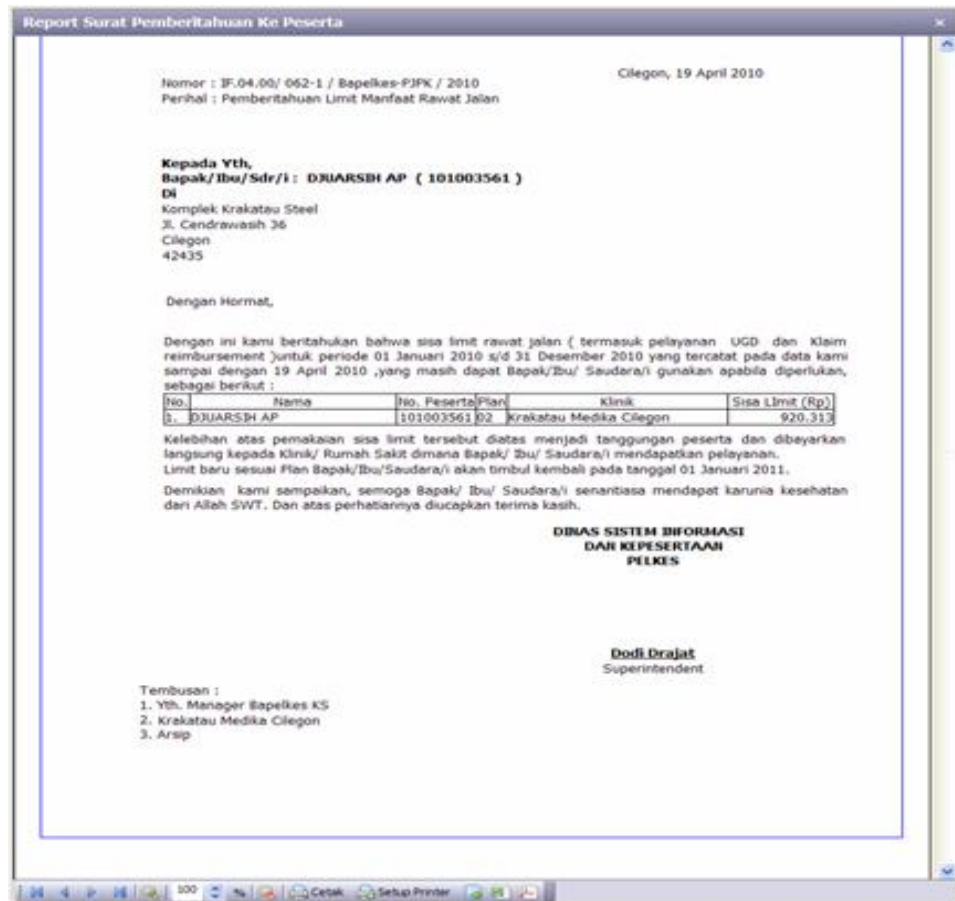 Report Surat Pemberitahuan Ke Peserta
Cilegon, 19 April 2010
Nomor : IF.04.00/ 062-1 / Bapelkes-PJPK / 2010
Perihal : Pemberitahuan Limit Manfaat Rawat Jalan
Kepada Yth,
Bapak/Ibu/Sdr/i : DJUARSIH AP ( 101003561 )
Di
Komplek Krakatau Steel
Jl. Cendrawasih 36
Cilegon
42435
Dengan Hormat,
Dengan ini kami beritahukan bahwa sisa limit rawat jalan ( termasuk pelayanan UGD dan Klaim
reimbursement )untuk periode 01 Januari 2010 s/d 31 Desember 2010 yang tercatat pada data kami
sampai dengan 19 April 2010 ,yang masih dapat Bapak/Ibu/ Saudara/i gunakan apabila diperlukan,
sebagai berikut :
No. Nama No. Peserta Plan Klinik Sisa LImit (Rp)
1. DJUARSIH AP 101003561 02 Krakatau Medika Cilegon 920.313
Kelebihan atas pemakaian sisa limit tersebut diatas menjadi tanggungan peserta dan dibayarkan
langsung kepada Klinik/ Rumah Sakit dimana Bapak/ Ibu/ Saudara/i mendapatkan pelayanan.
Limit baru sesuai Plan Bapak/Ibu/Saudara/i akan timbul kembali pada tanggal 01 Januari 2011.
Demikian kami sampaikan, semoga Bapak/ Ibu/ Saudara/i senantiasa mendapat karunia kesehatan
dari Allah SWT. Dan atas perhatiannya diucapkan terima kasih.
DINAS SISTEM INFORMASI
DAN KEPESERTAAN
PELKES
Dodi Drajat
Superintendent
Tembusan :
1. Yth. Manager Bapelkes KS
2. Krakatau Medika Cilegon
3. Arsip
100 % Cetak Setup Printer